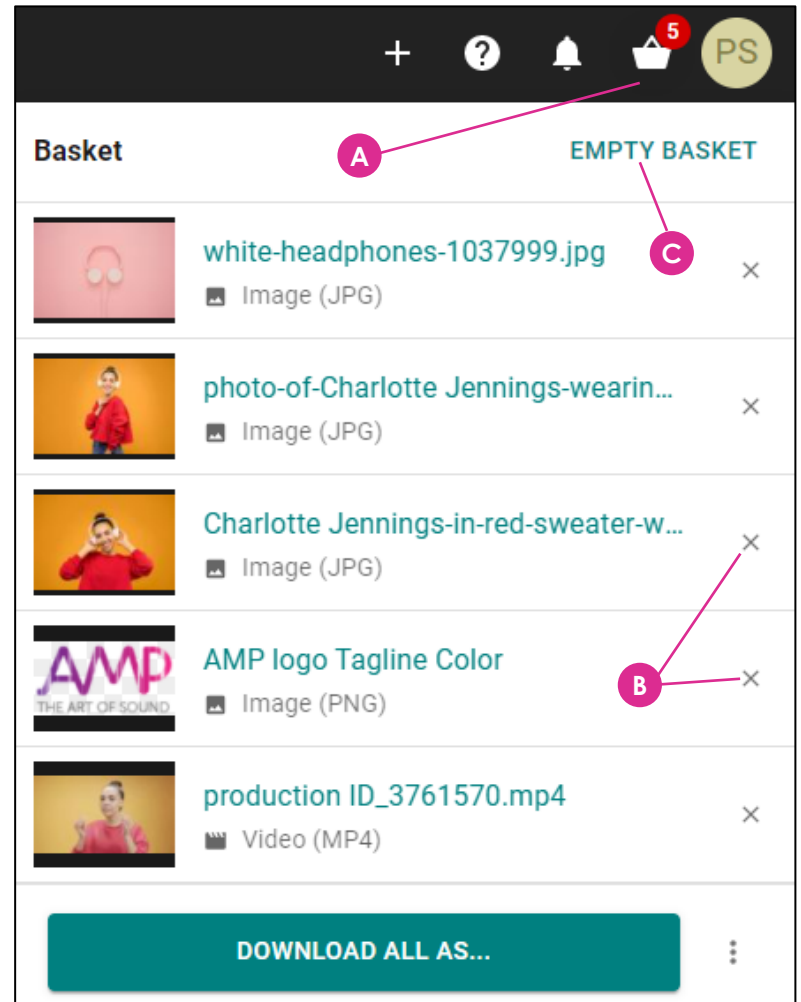 5
PS
A
Basket
EMPTY BASKET
C
white-headphones-1037999.jpg
Image (JPG)
photo-of-Charlotte Jennings-wearin...
Image (JPG)
Charlotte Jennings-in-red-sweater-w...
Image (JPG)
AMP
THE ART OF SOUND
AMP logo Tagline Color
Image (PNG)
B
production ID_3761570.mp4
Video (MP4)
DOWNLOAD ALL AS...